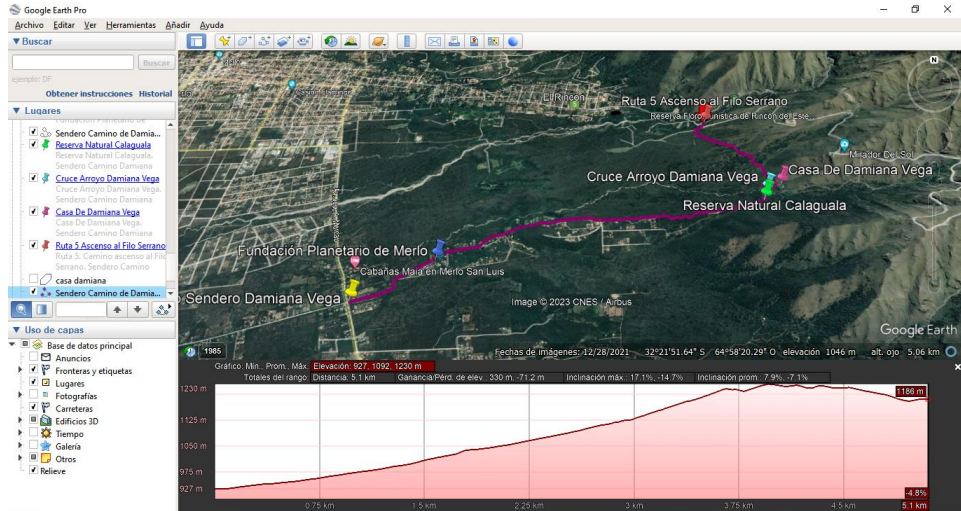 Google Earth Pro
Archivo Editar Ver Herramientas Añadir Ayuda
Buscar
Buscar
ejemplo: DF
Obtener instrucciones Historial
Lugares
Sendero Camino de Damia...
Reserva Natural Calaguala
Reserva Natural Calaguala.
Sendero Camino Damiana
Cruce Arroyo Damiana Vega
Cruce Arroyo Damiana Vega.
Sendero Camino Damiana
Casa De Damiana Vega
Casa De Damiana Vega.
Sendero Camino Damiana
Ruta 5 Ascenso al Filo Serrano
Ruta 5. Camino ascenso al Filo
Serrano. Sendero Camino
casa damiana
Sendero Camino de Damia...
Uso de capas
Base de datos principal
Anuncios
Fronteras y etiquetas
Lugares
Fotografías
Carreteras
Edificios 3D
Tiempo
Galería
Otros
Relieve
N
El Rincon
Ruta 5 Ascenso al Filo Serrano
Mirador Del Sol
Cruce Arroyo Damiana Vega
Casa De Damiana Vega
Reserva Natural Calaguala
Fundación Planetario de Merlo
Cabañas Maia en Merlo San Luis
Sendero Damiana Vega
Image © 2023 CNES / Airbus
Google Earth
1985
Fechas de imágenes: 12/28/2021 32°21'51.64" S 64°58'20.29" O elevación 1046 m alt. ojo 5.06 km
Gráfico: Mín., Prom., Máx. Elevación: 927, 1092, 1230 m
Totales del rango: Distancia: 5.1 km Ganancia/Pérd. de elev.: 330 m, -71.2 m Inclinación máx.: 17.1%, -14.7% Inclinación prom.: 7.9%, -7.1%
1230 m
1186 m
1125 m
1050 m
975 m
927 m
-4.8%
0.75 km 1.5 km 2.25 km 3 km 3.75 km 4.5 km 5.1 km